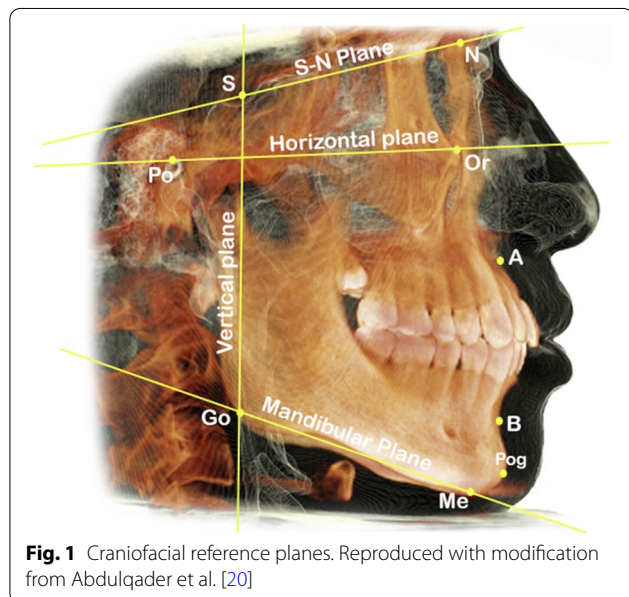 N
S-N Plane
S
Horizontal plane
Po
Or
Vertical plane
A
Go
Mandibular Plane
B
Pog
Me
Fig. 1 Craniofacial reference planes. Reproduced with modification
from Abdulqader et al. [20]